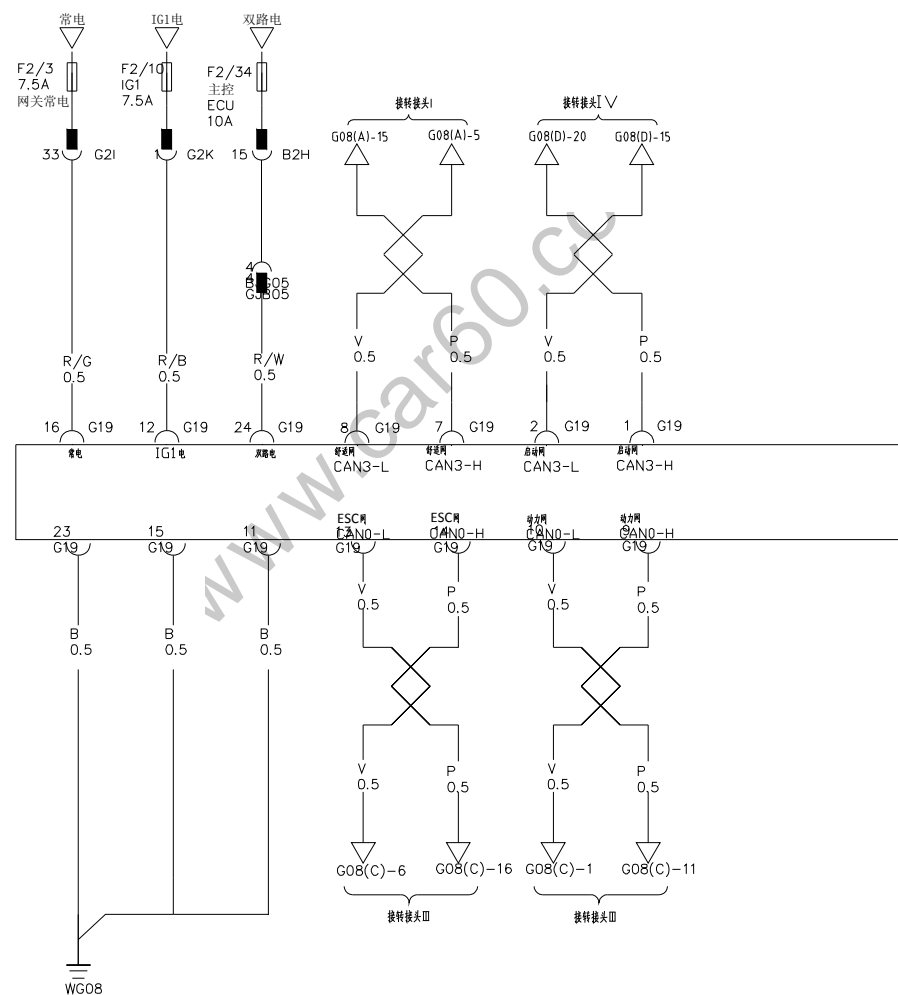 常电 IG1电 双路电
F2/3
7.5A
网关常电
F2/10
IG1
7.5A
F2/34
主控
ECU
10A
接转接头I
接转接头IV
G08(A)-15 G08(A)-5 G08(D)-20 G08(D)-15
33 G2I 1 G2K 15 B2H
4
4
BJG05
GJB05
R/G
0.5
R/B
0.5
R/W
0.5
V
0.5
P
0.5
V
0.5
P
0.5
16 G19 12 G19 24 G19 8 G19 7 G19 2 G19 1 G19
常电 IG1电 双路电 舒适网 舒适网 启动网 启动网
CAN3-L CAN3-H CAN3-L CAN3-H
ESC网 ESC网 动力网 动力网
23 15 11 13 14 10 9
CAN0-L CAN0-H CAN0-L CAN0-H
G19 G19 G19 G19 G19 G19 G19
V
0.5
P
0.5
V
0.5
P
0.5
B
0.5
B
0.5
B
0.5
V
0.5
P
0.5
V
0.5
P
0.5
G08(C)-6 G08(C)-16 G08(C)-1 G08(C)-11
接转接头III 接转接头III
WG08
www.car60.co